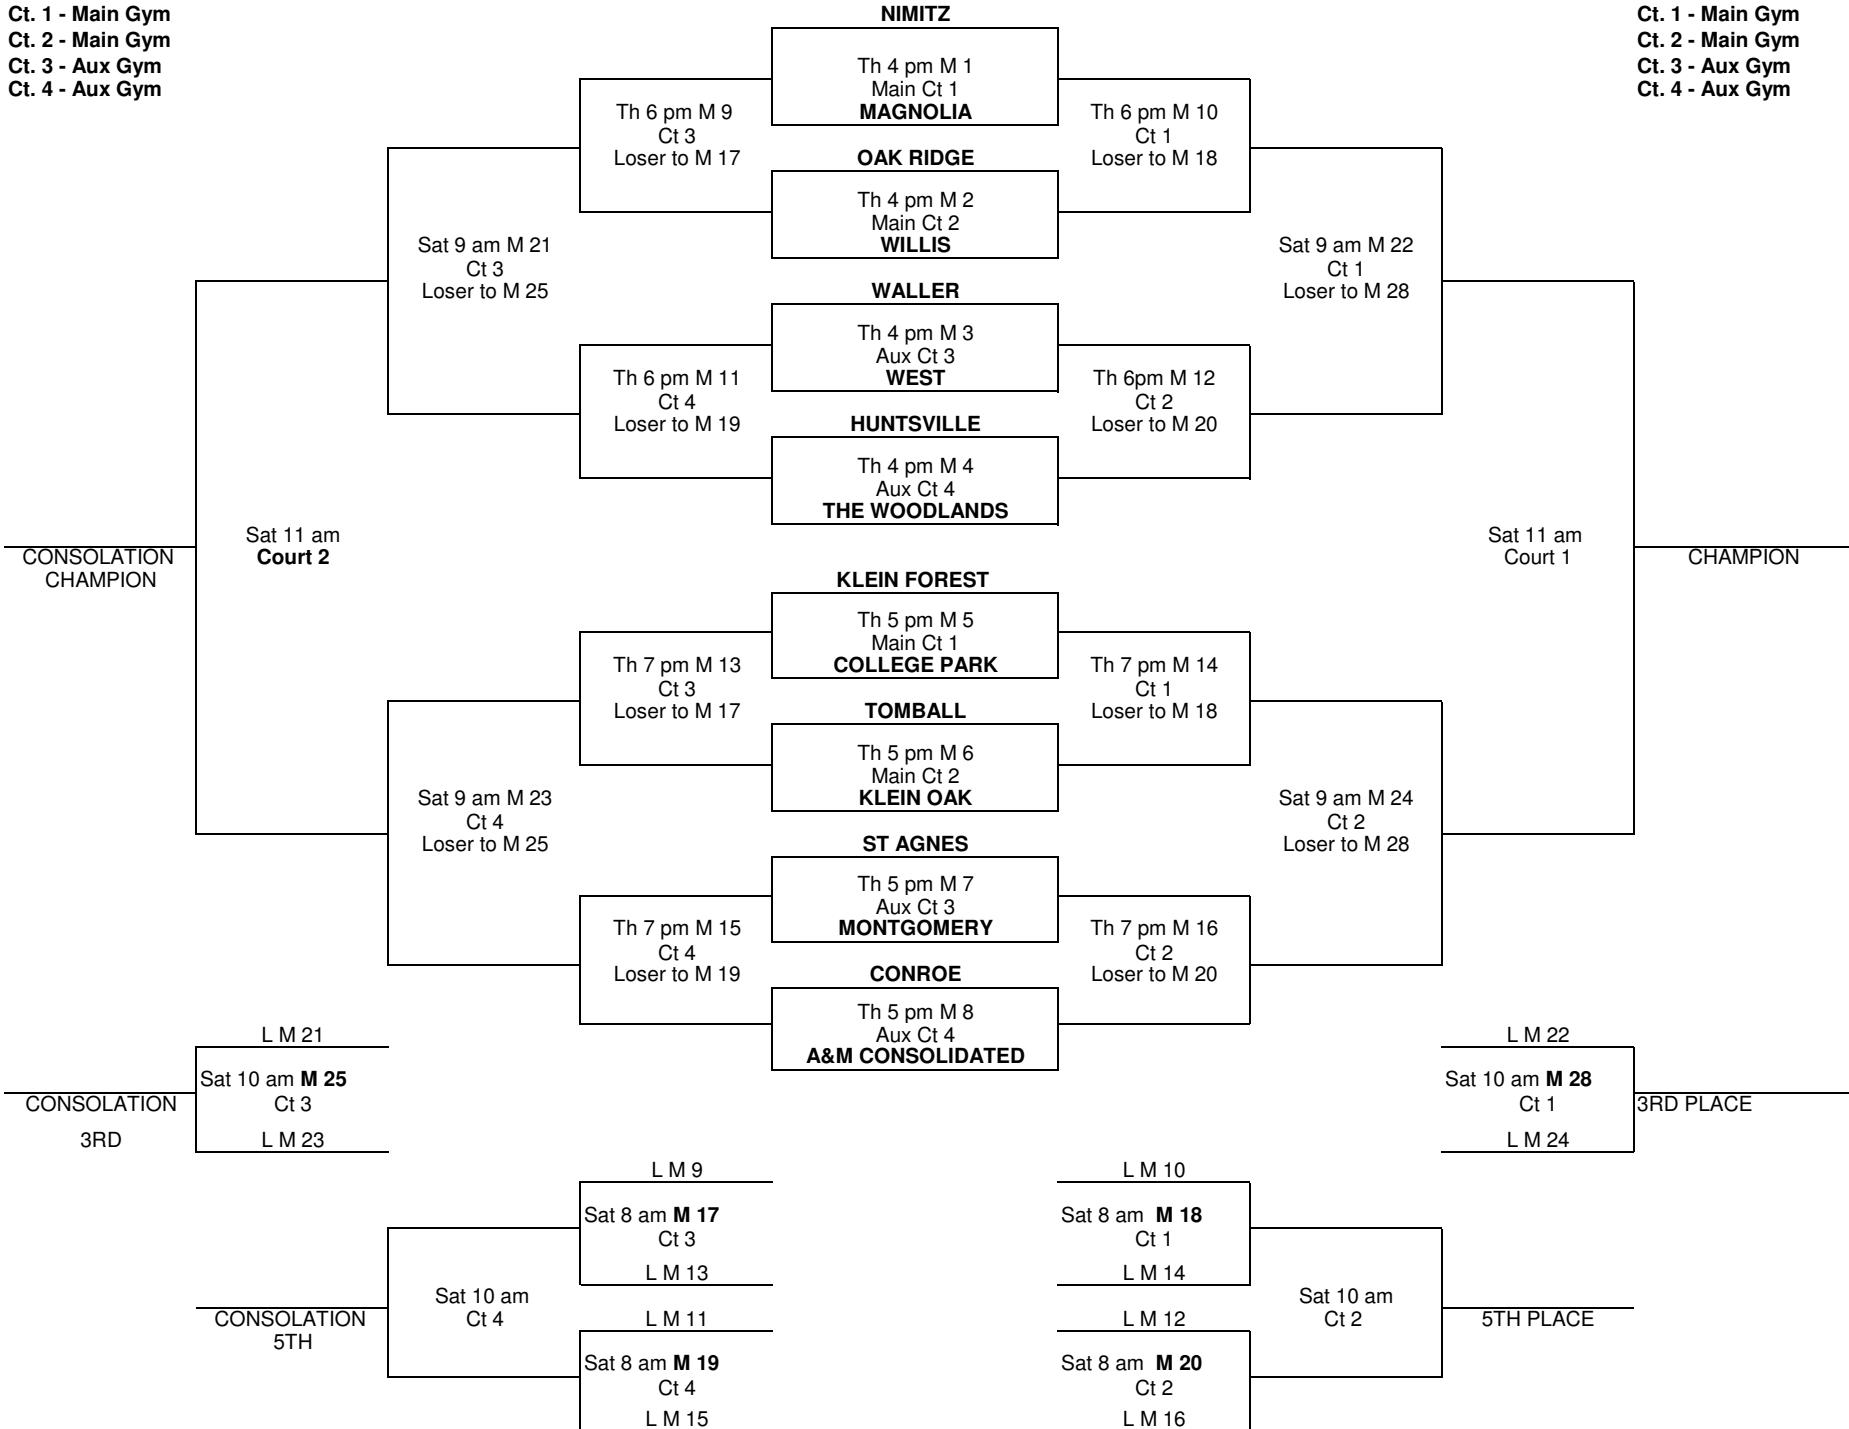 Ct. 1 - Main Gym
Ct. 2 - Main Gym
Ct. 3 - Aux Gym
Ct. 4 - Aux Gym
NIMITZ
Ct. 1 - Main Gym
Ct. 2 - Main Gym
Ct. 3 - Aux Gym
Ct. 4 - Aux Gym
Th 4 pm M 1
Main Ct 1
MAGNOLIA
Th 6 pm M 9
Ct 3
Loser to M 17
Th 6 pm M 10
Ct 1
Loser to M 18
OAK RIDGE
Th 4 pm M 2
Main Ct 2
WILLIS
Sat 9 am M 21
Ct 3
Loser to M 25
Sat 9 am M 22
Ct 1
Loser to M 28
WALLER
Th 4 pm M 3
Aux Ct 3
WEST
Th 6 pm M 11
Ct 4
Loser to M 19
Th 6pm M 12
Ct 2
Loser to M 20
HUNTSVILLE
Th 4 pm M 4
Aux Ct 4
THE WOODLANDS
CONSOLATION
CHAMPION
Sat 11 am
Court 2
Sat 11 am
Court 1
CHAMPION
KLEIN FOREST
Th 5 pm M 5
Main Ct 1
COLLEGE PARK
Th 7 pm M 13
Ct 3
Loser to M 17
Th 7 pm M 14
Ct 1
Loser to M 18
TOMBALL
Th 5 pm M 6
Main Ct 2
KLEIN OAK
Sat 9 am M 23
Ct 4
Loser to M 25
Sat 9 am M 24
Ct 2
Loser to M 28
ST AGNES
Th 5 pm M 7
Aux Ct 3
MONTGOMERY
Th 7 pm M 15
Ct 4
Loser to M 19
Th 7 pm M 16
Ct 2
Loser to M 20
CONROE
Th 5 pm M 8
Aux Ct 4
A&M CONSOLIDATED
L M 21
Sat 10 am M 25
Ct 3
L M 23
CONSOLATION
3RD
L M 22
Sat 10 am M 28
Ct 1
L M 24
3RD PLACE
L M 9
Sat 8 am M 17
Ct 3
L M 13
L M 10
Sat 8 am M 18
Ct 1
L M 14
CONSOLATION
5TH
Sat 10 am
Ct 4
Sat 10 am
Ct 2
5TH PLACE
L M 11
Sat 8 am M 19
Ct 4
L M 15
L M 12
Sat 8 am M 20
Ct 2
L M 16